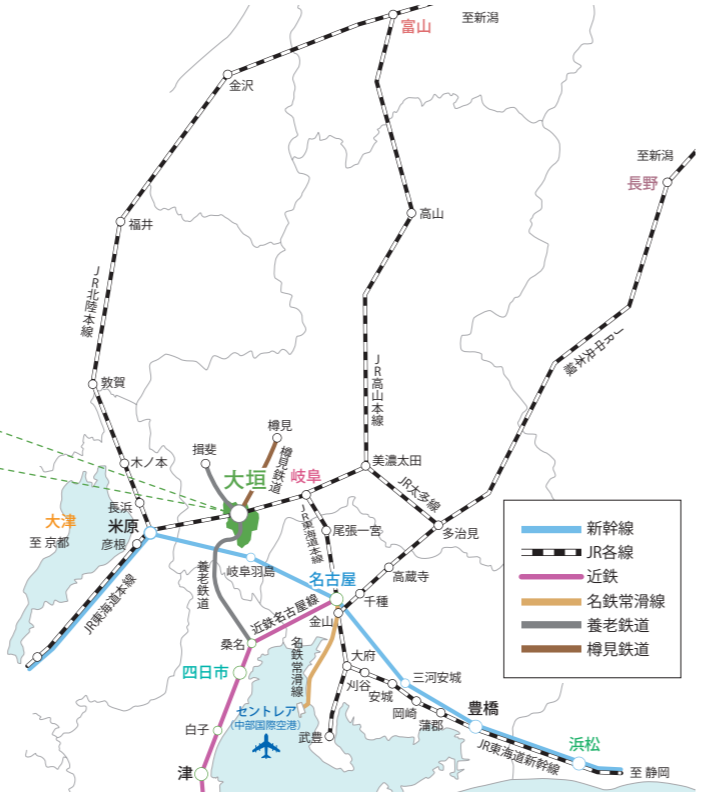 至新潟
富山
金沢
至新潟
長野
高山
福井
JR北陸本線
JR中央本線
JR高山本線
敦賀
樽見
揖斐
樽見鉄道
木ノ本
大垣
岐阜
美濃太田
JR太多線
長浜
大津
米原
至 京都
彦根
JR東海道本線
尾張一宮
多治見
新幹線
JR各線
近鉄
名鉄常滑線
養老鉄道
樽見鉄道
岐阜羽島
名古屋
高蔵寺
千種
JR東海道本線
養老鉄道
近鉄名古屋線
金山
桑名
名鉄常滑線
大府
四日市
刈谷
安城
三河安城
岡崎
蒲郡
豊橋
セントレア
(中部国際空港)
白子
武豊
JR東海道新幹線
浜松
津
至 静岡